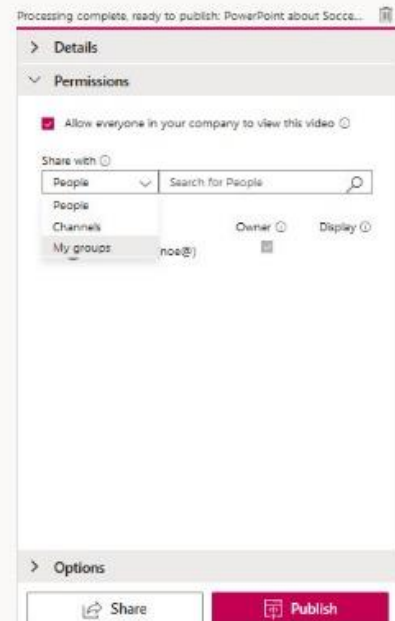 Processing complete, ready to publish: PowerPoint about Socce...
Details
Permissions
Allow everyone in your company to view this video
Share with
People Search for People
People
Channels
Owner Display
My groups
noe@)
Options
Share Publish